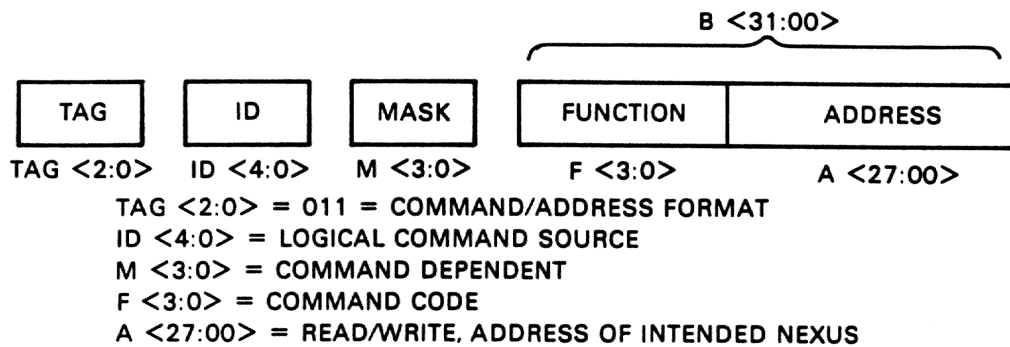 B <31:00>
TAG ID MASK FUNCTION ADDRESS
TAG <2:0> ID <4:0> M <3:0> F <3:0> A <27:00>
TAG <2:0> = 011 = COMMAND/ADDRESS FORMAT
ID <4:0> = LOGICAL COMMAND SOURCE
M <3:0> = COMMAND DEPENDENT
F <3:0> = COMMAND CODE
A <27:00> = READ/WRITE, ADDRESS OF INTENDED NEXUS